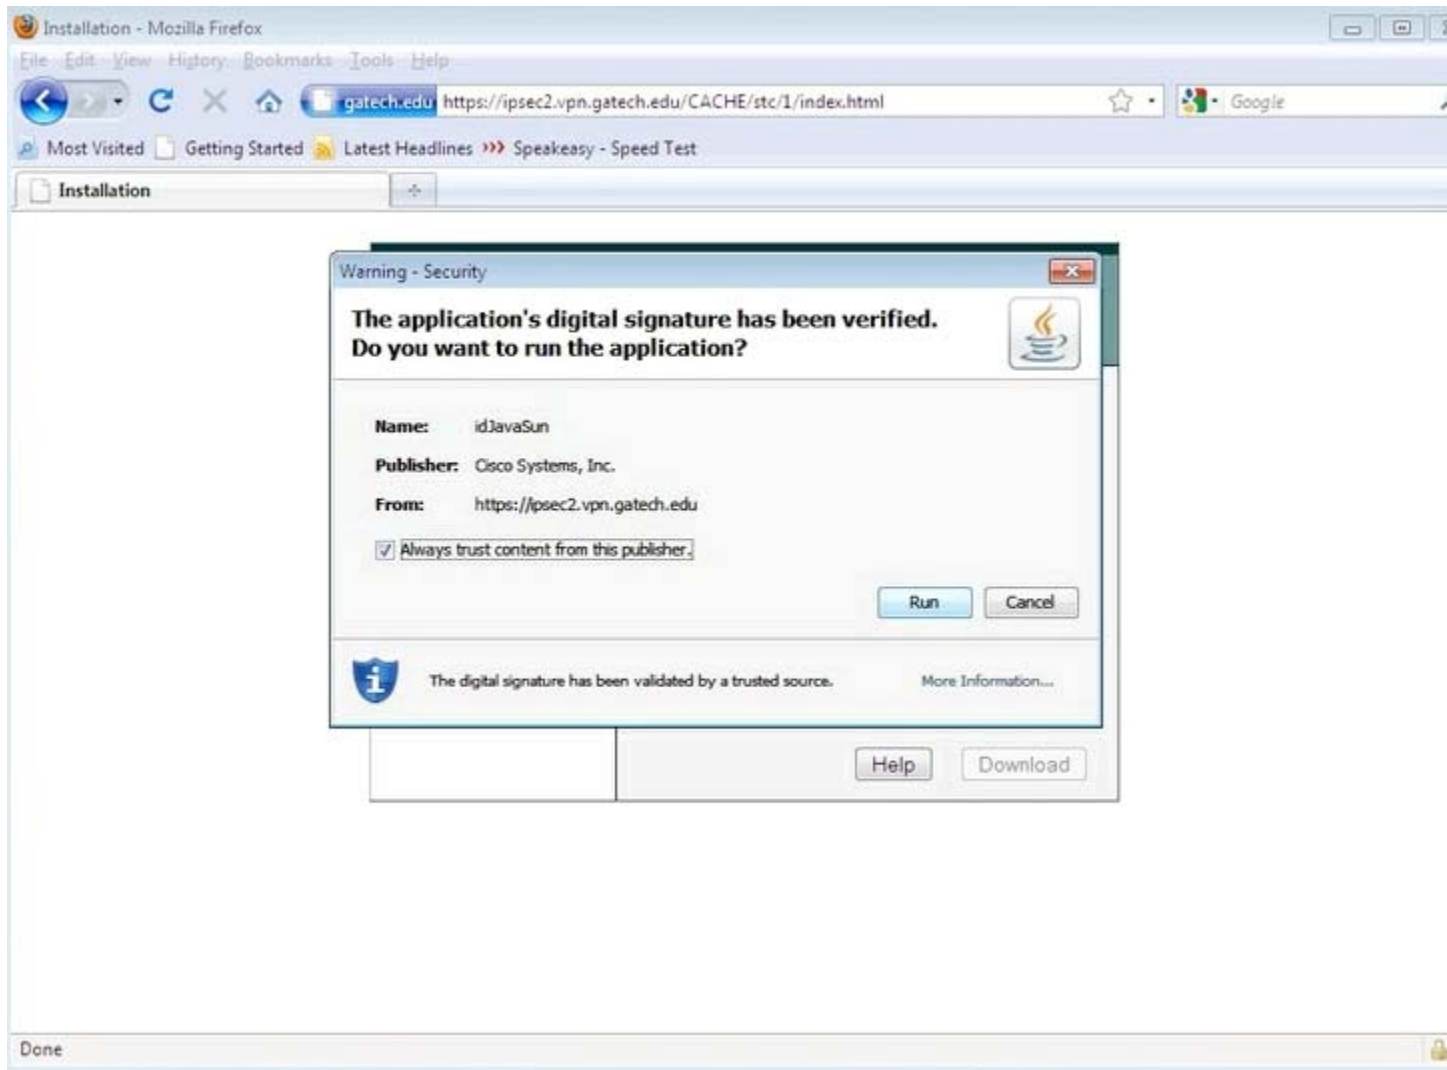 Installation - Mozilla Firefox
File Edit View History Bookmarks Tools Help
gatech.edu https://ipsec2.vpn.gatech.edu/CACHE/stc/1/index.html Google
Most Visited Getting Started Latest Headlines Speakeasy - Speed Test
Installation
Warning - Security
The application's digital signature has been verified.
Do you want to run the application?
Name: idJavaSun
Publisher: Cisco Systems, Inc.
From: https://ipsec2.vpn.gatech.edu
Always trust content from this publisher.
Run Cancel
The digital signature has been validated by a trusted source. More Information...
Help Download
Done